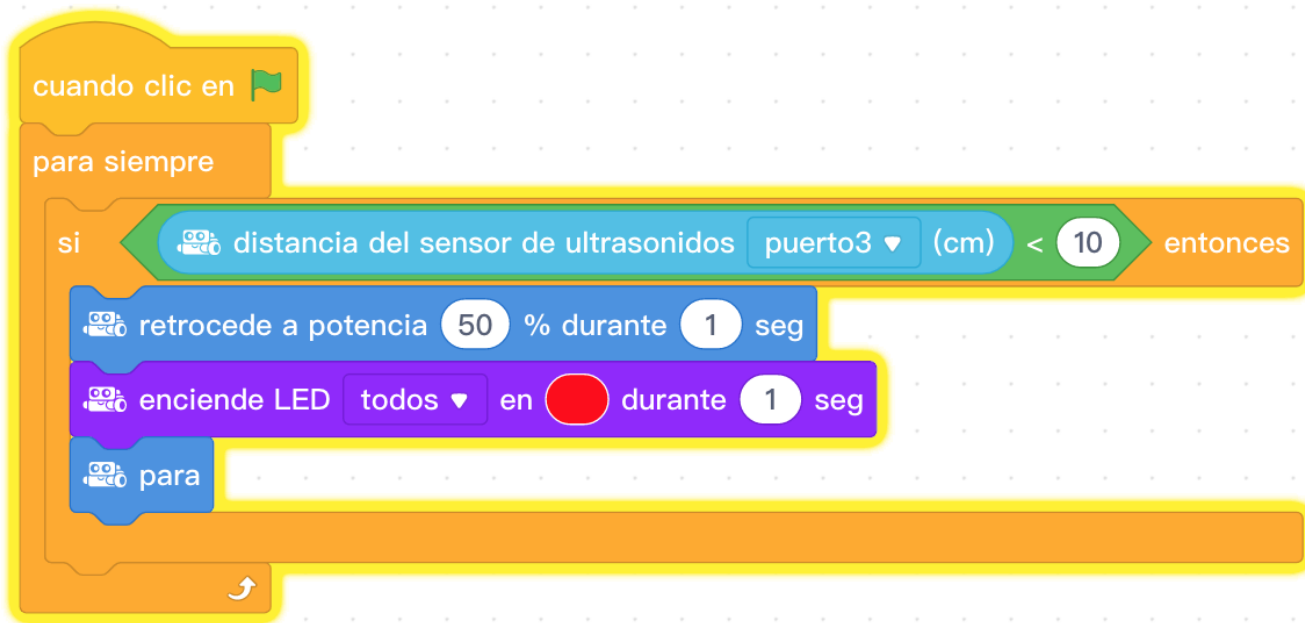 cuando clic en
para siempre
si distancia del sensor de ultrasonidos puerto3 (cm) < 10 entonces
retrocede a potencia 50 % durante 1 seg
enciende LED todos en durante 1 seg
para